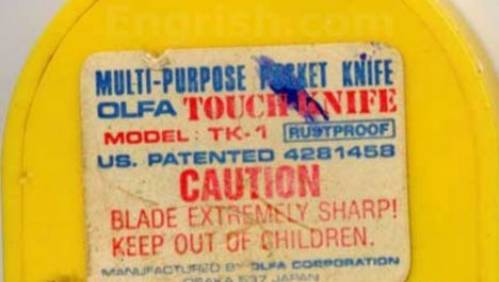 Engrish.com
MULTI-PURPOSE POCKET KNIFE
OLFA TOUCH KNIFE
MODEL: TK-1 RUSTPROOF
US. PATENTED 4281458
CAUTION
BLADE EXTREMELY SHARP!
KEEP OUT OF CHILDREN.
MANUFACTURED BY OLFA CORPORATION
OSAKA 537 JAPAN